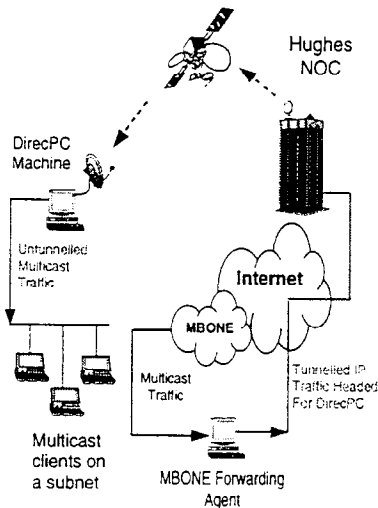 Hughes
NOC
DirecPC
Machine
Untunnelled
Multicast
Traffic
Internet
MBONE
Multicast
Traffic
Tunnelled IP
Traffic Headed
For DirecPC
Multicast
clients on
a subnet
MBONE Forwarding
Agent